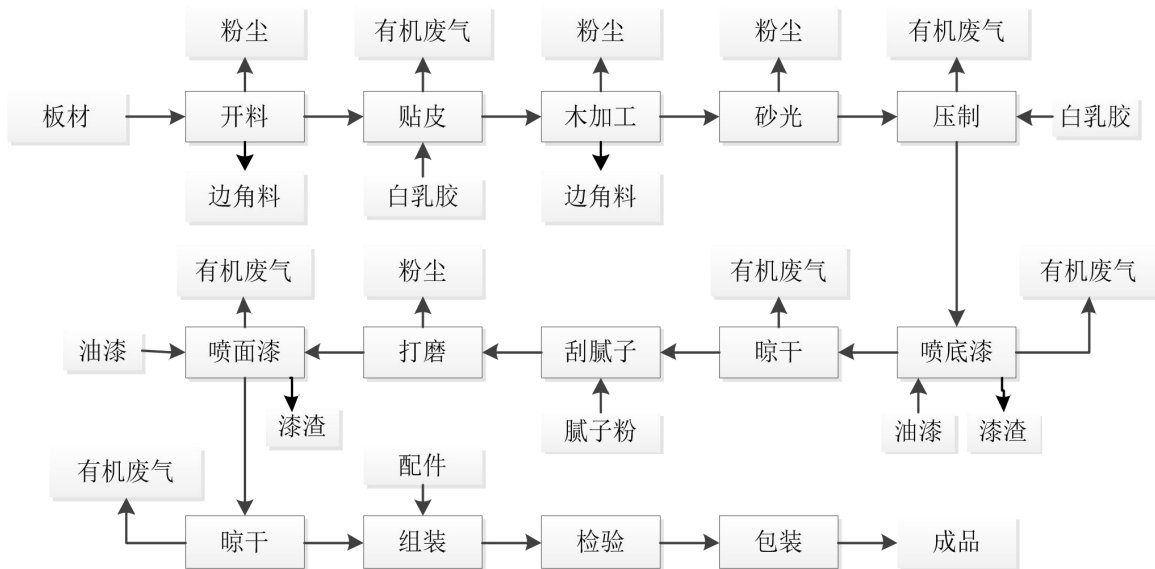 粉尘 有机废气 粉尘 粉尘 有机废气
板材 开料 贴皮 木加工 砂光 压制 白乳胶
边角料 白乳胶 边角料
有机废气 粉尘 有机废气 有机废气
油漆 喷面漆 打磨 刮腻子 晾干 喷底漆
漆渣 腻子粉 油漆 漆渣
有机废气 配件
晾干 组装 检验 包装 成品